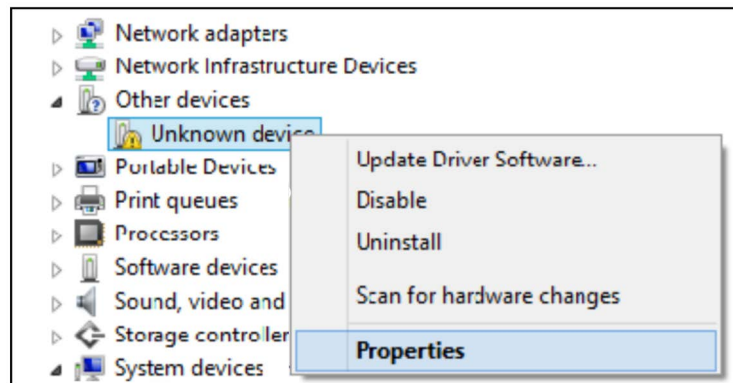 Network adapters
Network Infrastructure Devices
Other devices
Unknown device
Portable Devices
Print queues
Processors
Software devices
Sound, video and
Storage controller
System devices
Update Driver Software...
Disable
Uninstall
Scan for hardware changes
Properties